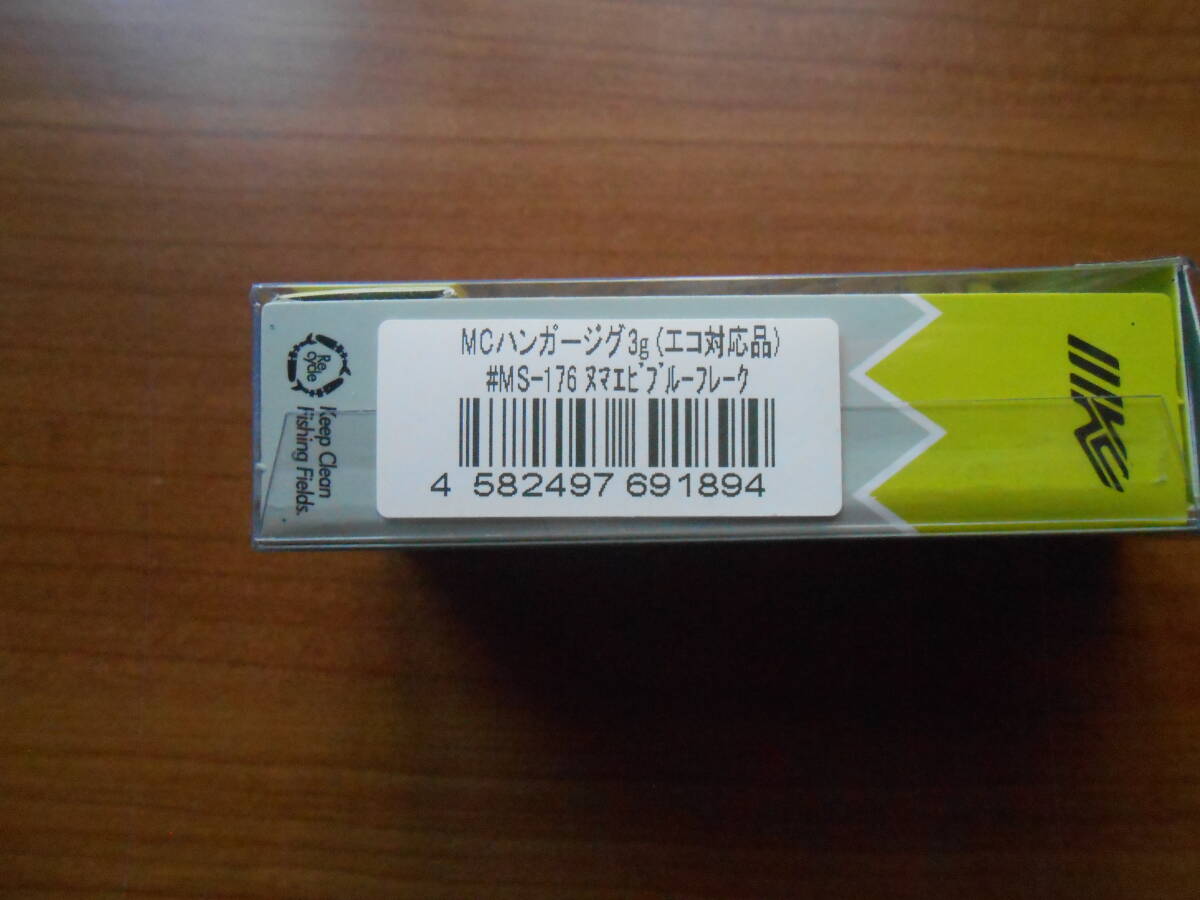 MCハンガージグ3g(エコ対応品)
#MS-176 ﾇﾏｴﾋﾞﾌﾞﾙｰﾌﾚｰｸ
4 582497 691894
Re
cycle
Keep Clean
Fishing Fields.